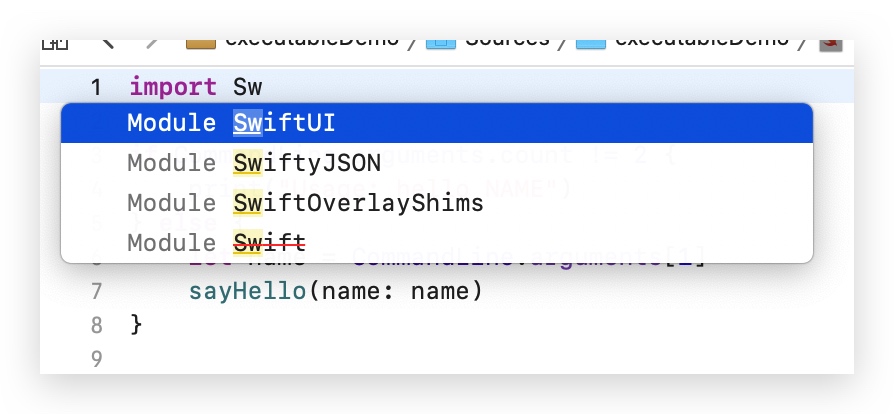 executableDemo / Sources / executableDemo /
1 import Sw
Module SwiftUI
Module SwiftyJSON
Module SwiftOverlayShims
Module Swift
7 sayHello(name: name)
8 }
9